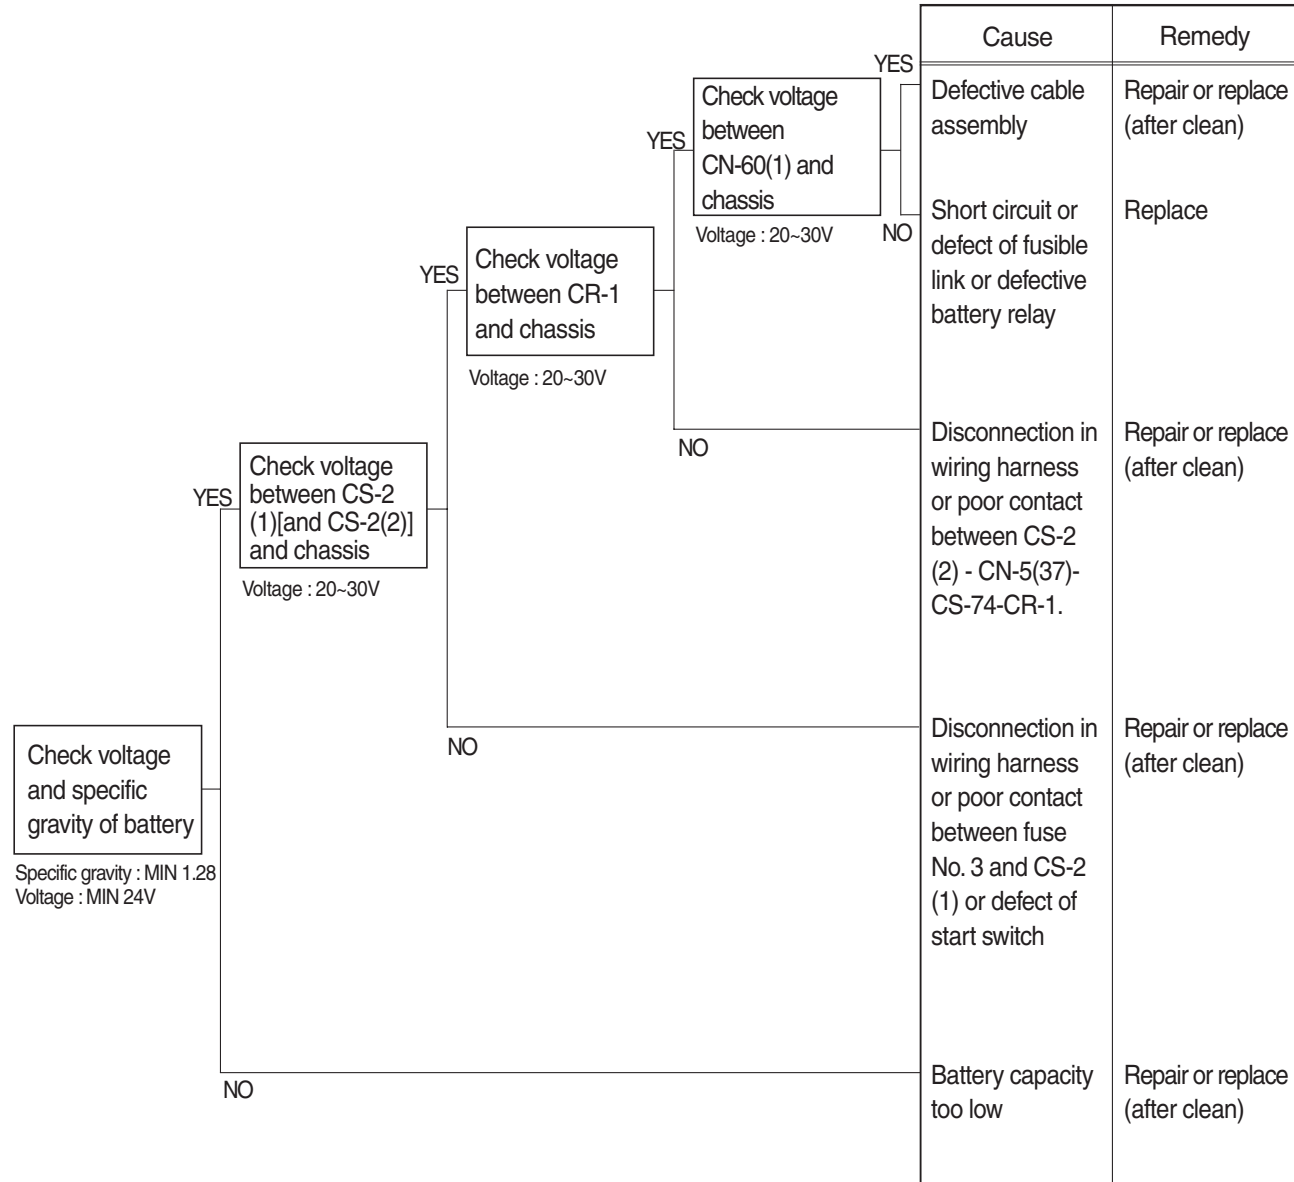 Cause
Remedy
YES
Defective cable
assembly
Repair or replace
(after clean)
Check voltage
between
CN-60(1) and
chassis
Voltage : 20~30V
YES
NO
Short circuit or
defect of fusible
link or defective
battery relay
Replace
YES
Check voltage
between CR-1
and chassis
Voltage : 20~30V
NO
Disconnection in
wiring harness
or poor contact
between CS-2
(2) - CN-5(37)-
CS-74-CR-1.
Repair or replace
(after clean)
YES
Check voltage
between CS-2
(1)[and CS-2(2)]
and chassis
Voltage : 20~30V
NO
Disconnection in
wiring harness
or poor contact
between fuse
No. 3 and CS-2
(1) or defect of
start switch
Repair or replace
(after clean)
Check voltage
and specific
gravity of battery
Specific gravity : MIN 1.28
Voltage : MIN 24V
NO
Battery capacity
too low
Repair or replace
(after clean)